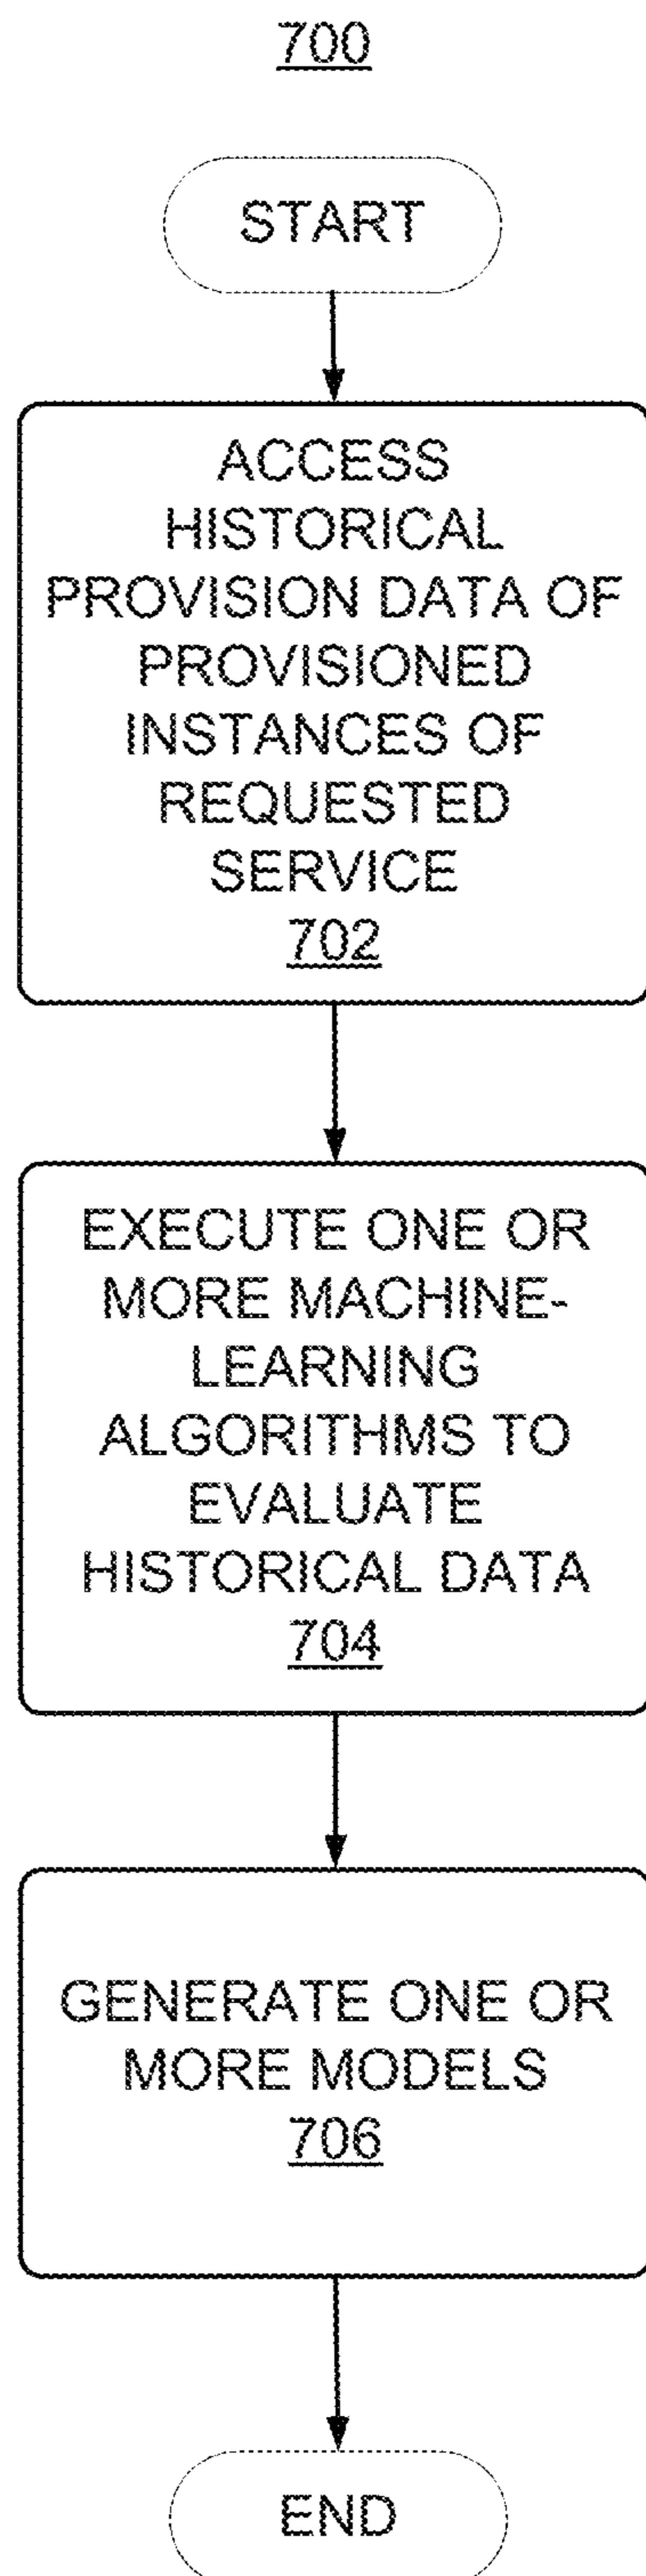 700
START
ACCESS
HISTORICAL
PROVISION DATA OF
PROVISIONED
INSTANCES OF
REQUESTED
SERVICE
702
EXECUTE ONE OR
MORE MACHINE-
LEARNING
ALGORITHMS TO
EVALUATE
HISTORICAL DATA
704
GENERATE ONE OR
MORE MODELS
706
END